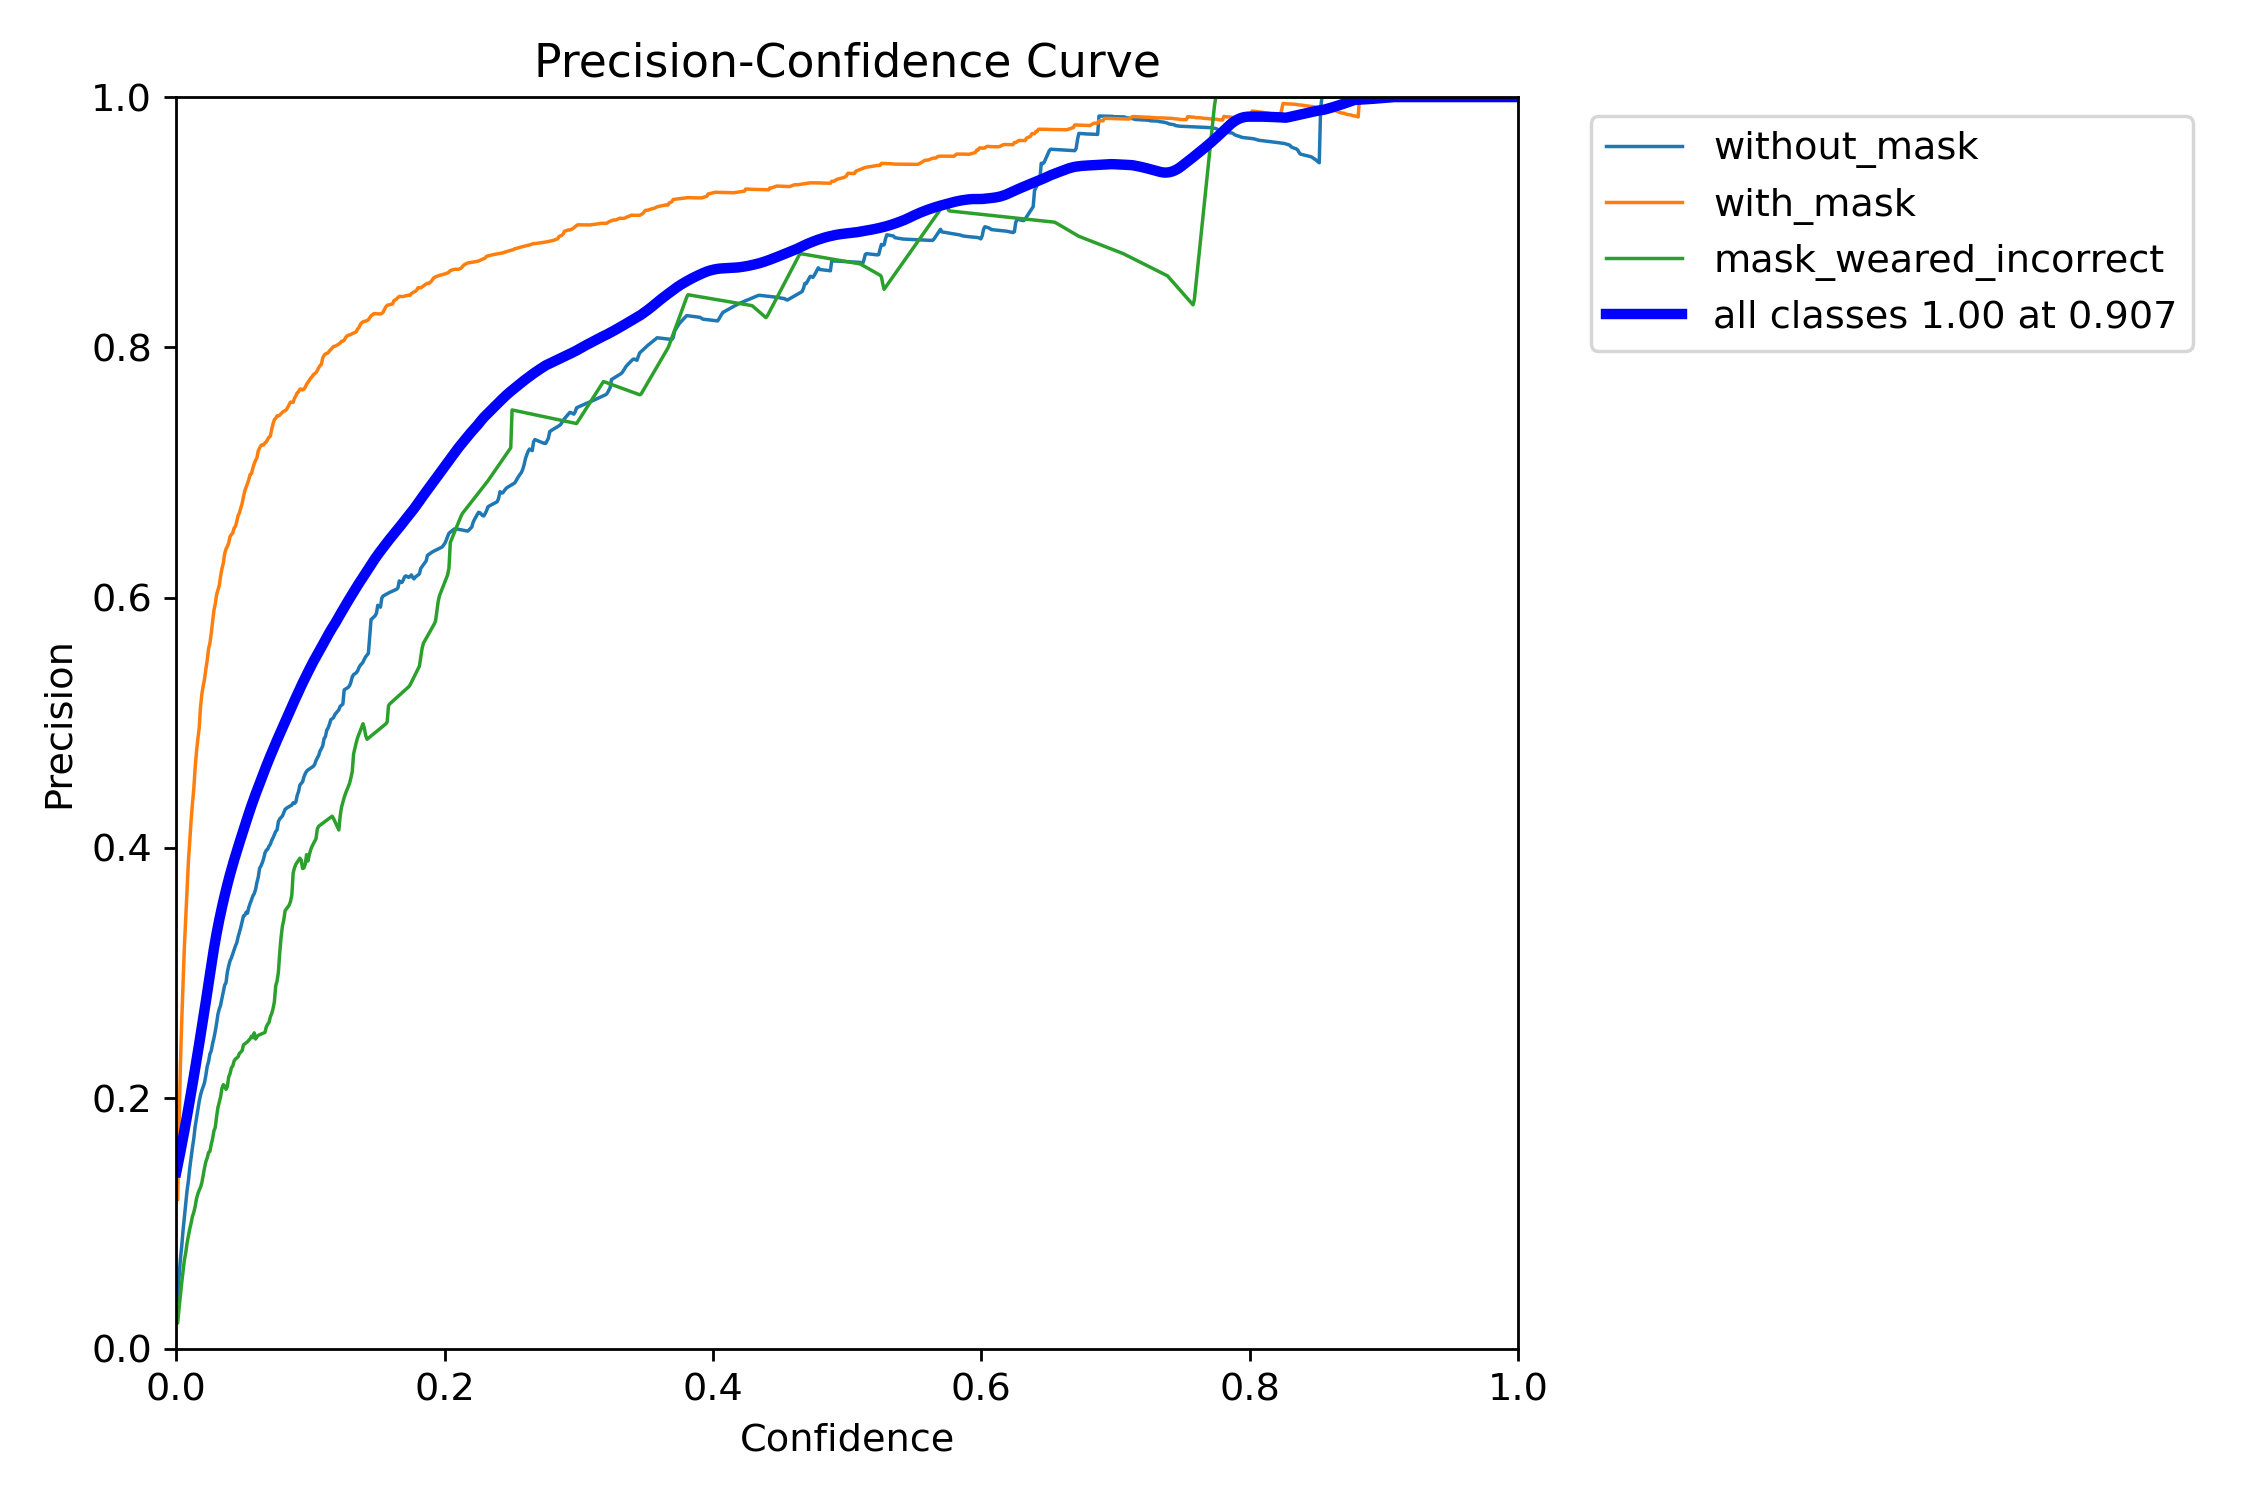 Precision-Confidence Curve
1.0
0.8
0.6
0.4
0.2
0.0
Precision
0.0 0.2 0.4 0.6 0.8 1.0
Confidence
without_mask
with_mask
mask_weared_incorrect
all classes 1.00 at 0.907